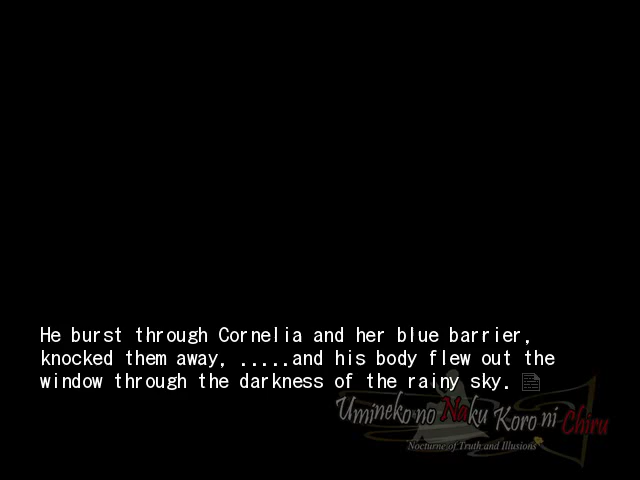 He burst through Cornelia and her blue barrier,
knocked them away, .....and his body flew out the
window through the darkness of the rainy sky.
Umineko no Naku Koro ni Chiru
Nocturne of Truth and Illusions